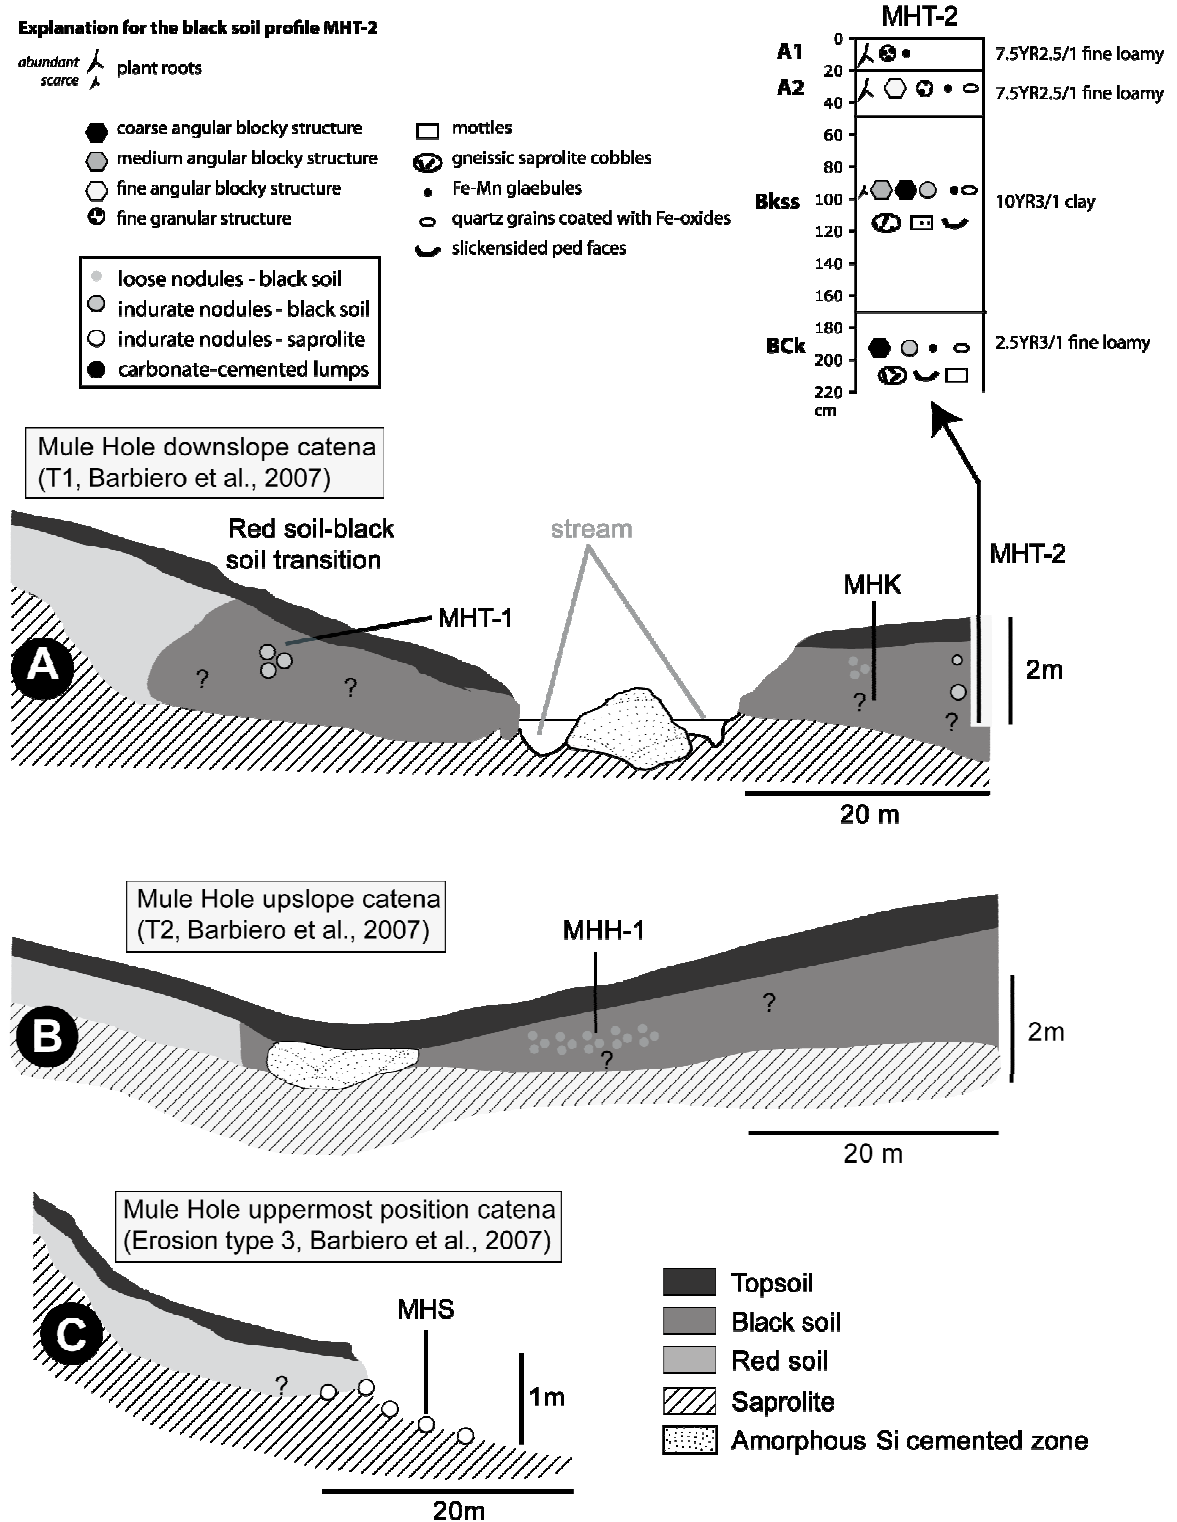 Explanation for the black soil profile MHT-2
abundant
scarce
plant roots
coarse angular blocky structure
medium angular blocky structure
fine angular blocky structure
fine granular structure
mottles
gneissic saprolite cobbles
Fe-Mn glaebules
quartz grains coated with Fe-oxides
slickensided ped faces
loose nodules - black soil
indurate nodules - black soil
indurate nodules - saprolite
carbonate-cemented lumps
MHT-2
0
20
40
60
80
100
120
140
160
180
200
220
cm
A1
A2
Bkss
BCk
7.5YR2.5/1 fine loamy
7.5YR2.5/1 fine loamy
10YR3/1 clay
2.5YR3/1 fine loamy
Mule Hole downslope catena
(T1, Barbiero et al., 2007)
Red soil-black
soil transition
stream
MHT-2
MHK
MHT-1
A
?
?
?
?
2m
20 m
Mule Hole upslope catena
(T2, Barbiero et al., 2007)
MHH-1
B
?
?
2m
20 m
Mule Hole uppermost position catena
(Erosion type 3, Barbiero et al., 2007)
MHS
C
?
1m
20m
Topsoil
Black soil
Red soil
Saprolite
Amorphous Si cemented zone